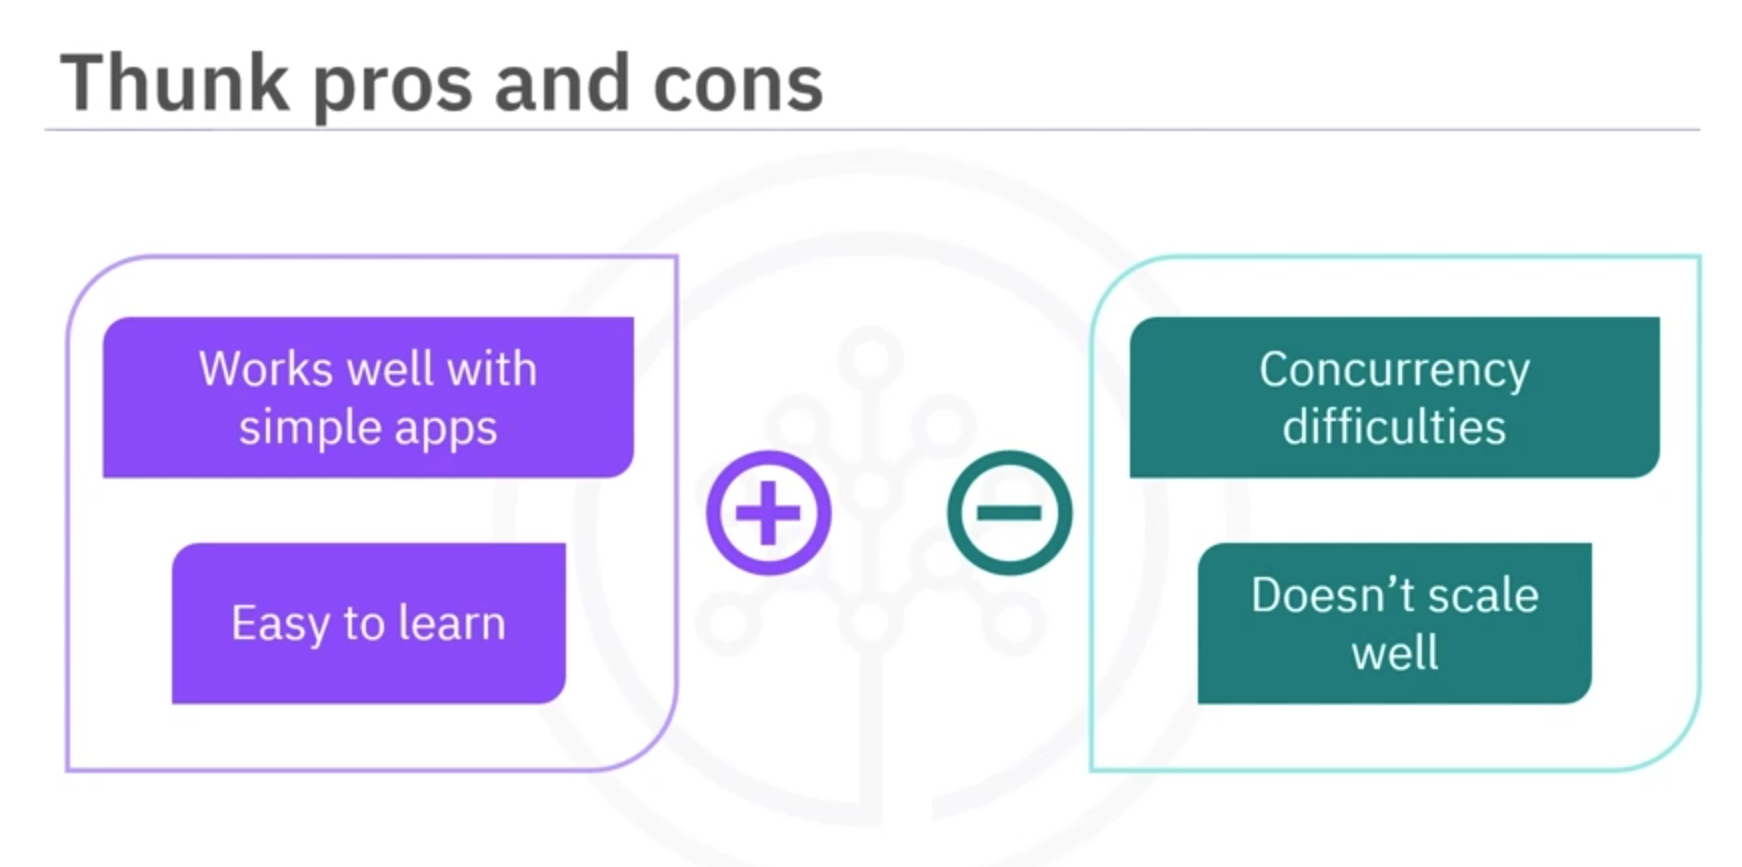 Thunk pros and cons
Works well with
simple apps
Easy to learn
Concurrency
difficulties
Doesn’t scale
well